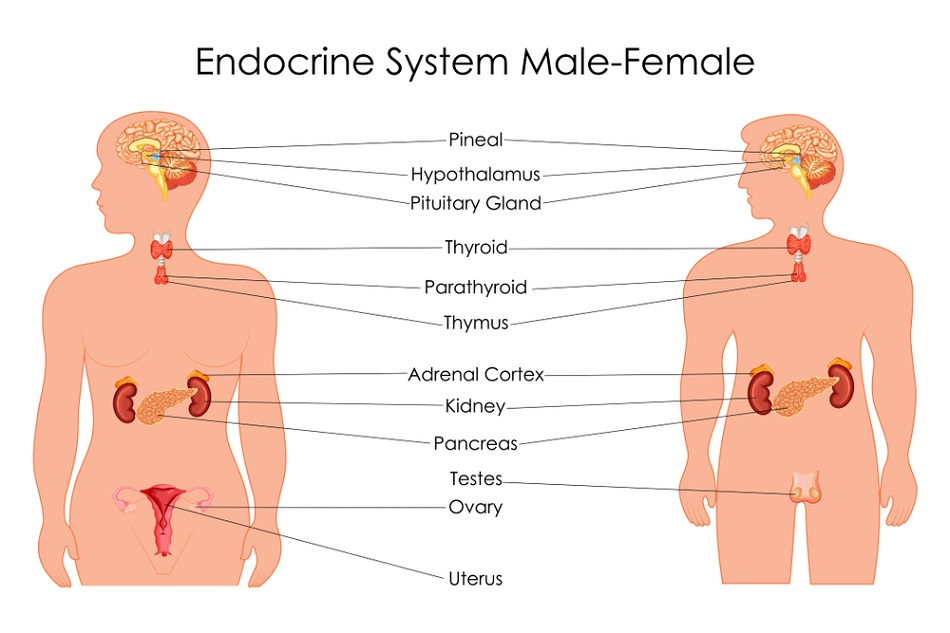 Endocrine System Male-Female
Pineal
Hypothalamus
Pituitary Gland
Thyroid
Parathyroid
Thymus
Adrenal Cortex
Kidney
Pancreas
Testes
Ovary
Uterus